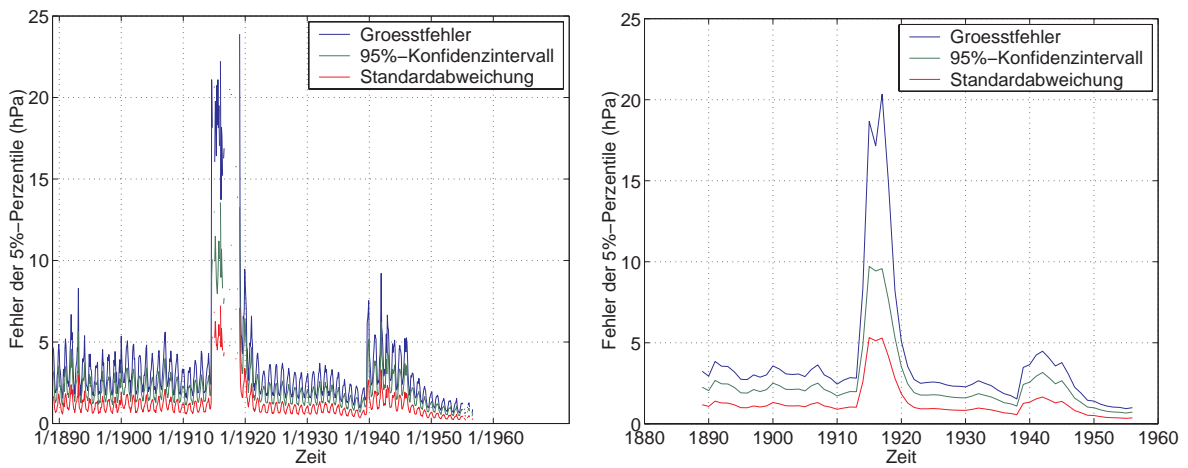 25
20
15
10
5
0
Fehler der 5%-Perzentile (hPa)
Groesstfehler
95%-Konfidenzintervall
Standardabweichung
1/1890 1/1900 1/1910 1/1920 1/1930 1/1940 1/1950 1/1960
Zeit
25
20
15
10
5
0
Fehler der 5%-Perzentile (hPa)
Groesstfehler
95%-Konfidenzintervall
Standardabweichung
1880 1890 1900 1910 1920 1930 1940 1950 1960
Zeit